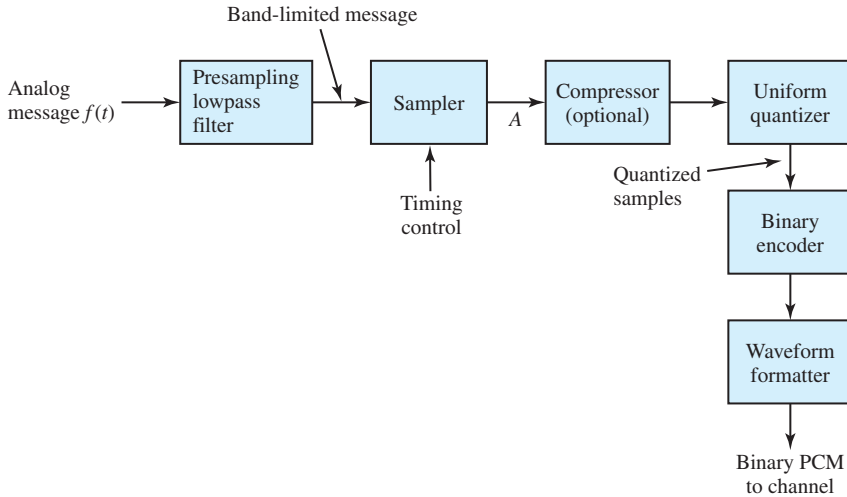 Band-limited message
Analog
message f(t)
Presampling
lowpass
filter
Sampler
A
Compressor
(optional)
Uniform
quantizer
Timing
control
Quantized
samples
Binary
encoder
Waveform
formatter
Binary PCM
to channel